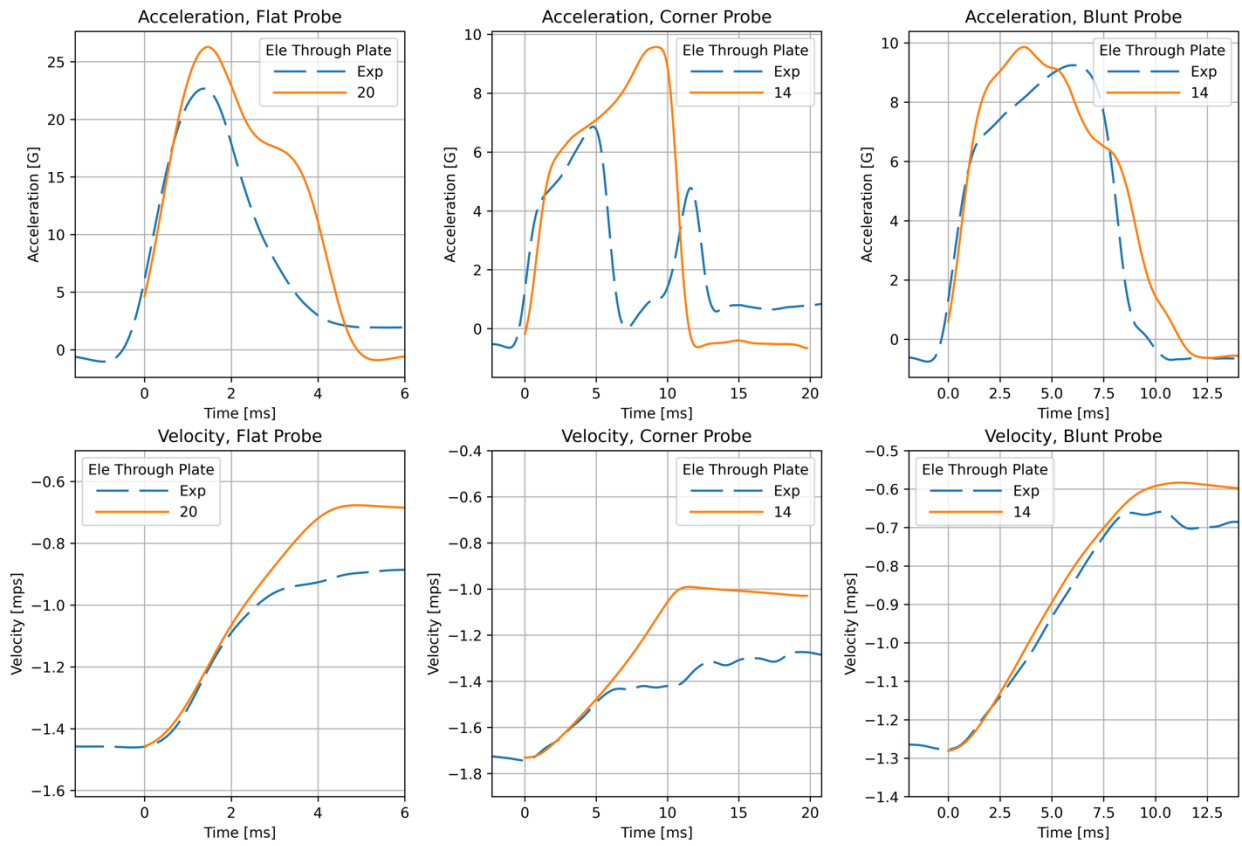 Acceleration, Flat Probe
Acceleration [G]
25
20
15
10
5
0
Ele Through Plate
Exp
20
0 2 4 6
Time [ms]
Acceleration, Corner Probe
Acceleration [G]
10
8
6
4
2
0
Ele Through Plate
Exp
14
0 5 10 15 20
Time [ms]
Acceleration, Blunt Probe
Acceleration [G]
10
8
6
4
2
0
Ele Through Plate
Exp
14
0.0 2.5 5.0 7.5 10.0 12.5
Time [ms]
Velocity, Flat Probe
Velocity [mps]
−0.6
−0.8
−1.0
−1.2
−1.4
−1.6
Ele Through Plate
Exp
20
0 2 4 6
Time [ms]
Velocity, Corner Probe
Velocity [mps]
−0.4
−0.6
−0.8
−1.0
−1.2
−1.4
−1.6
−1.8
Ele Through Plate
Exp
14
0 5 10 15 20
Time [ms]
Velocity, Blunt Probe
Velocity [mps]
−0.5
−0.6
−0.7
−0.8
−0.9
−1.0
−1.1
−1.2
−1.3
−1.4
Ele Through Plate
Exp
14
0.0 2.5 5.0 7.5 10.0 12.5
Time [ms]